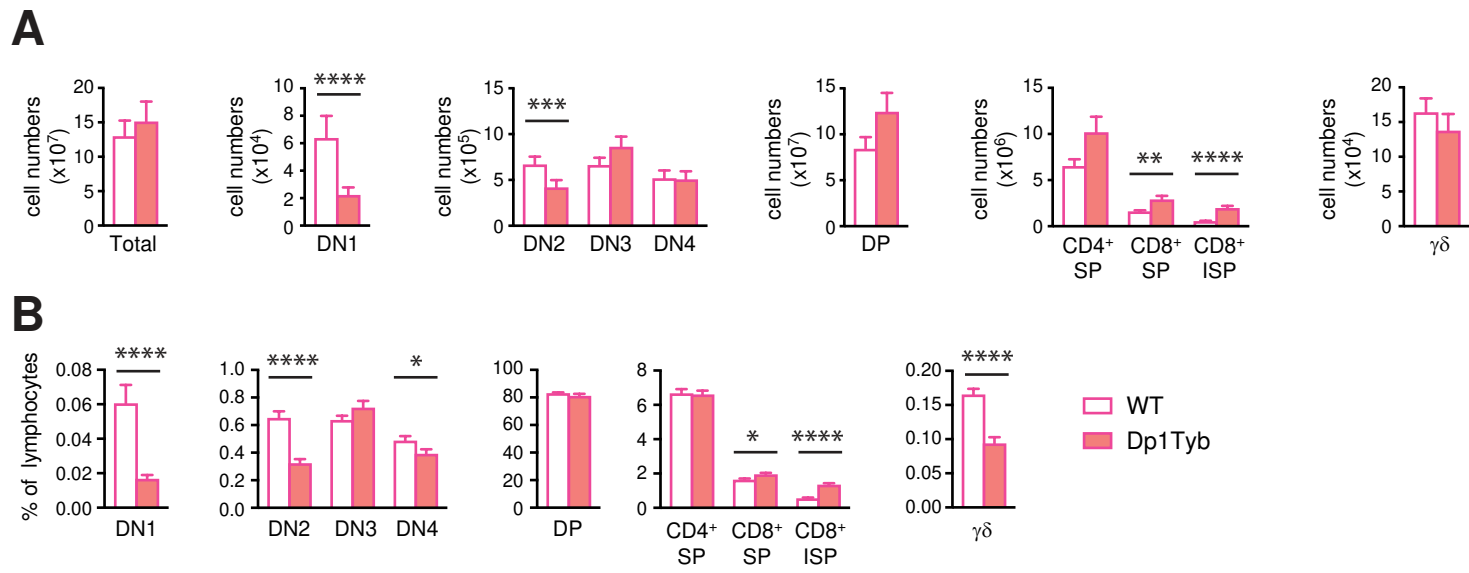 A
cell numbers
(x10⁷)
20
15
10
5
0
Total
cell numbers
(x10⁴)
10
8
6
4
2
0
****
DN1
cell numbers
(x10⁵)
15
10
5
0
***
DN2 DN3 DN4
cell numbers
(x10⁷)
15
10
5
0
DP
cell numbers
(x10⁶)
15
10
5
0
** ****
CD4⁺ CD8⁺ CD8⁺
SP SP ISP
cell numbers
(x10⁴)
20
15
10
5
0
γδ
B
% of lymphocytes
0.08
0.06
0.04
0.02
0.00
****
DN1
1.0
0.8
0.6
0.4
0.2
0.0
**** *
DN2 DN3 DN4
100
80
60
40
20
0
DP
8
6
4
2
0
* ****
CD4⁺ CD8⁺ CD8⁺
SP SP ISP
0.20
0.15
0.10
0.05
0.00
****
γδ
WT
Dp1Tyb